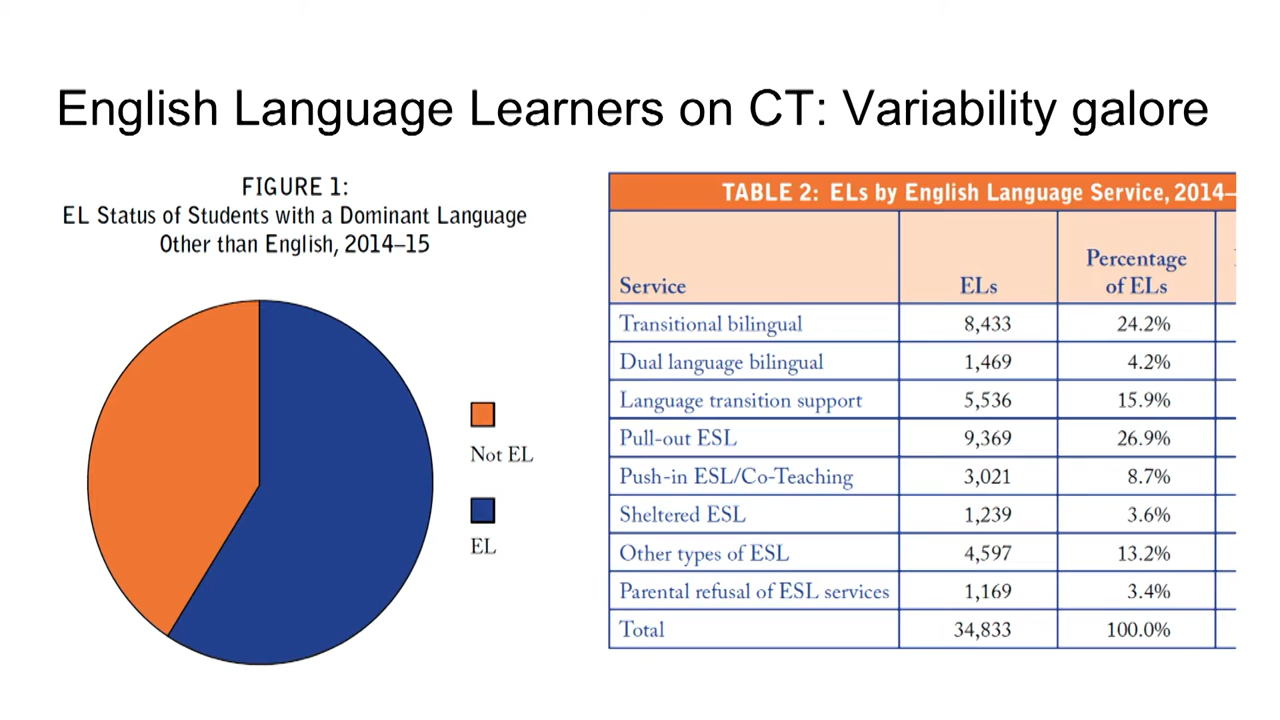 English Language Learners on CT: Variability galore
FIGURE 1:
EL Status of Students with a Dominant Language
Other than English, 2014–15
Not EL
EL
TABLE 2: ELs by English Language Service, 2014–
Service ELs Percentage of ELs
Transitional bilingual 8,433 24.2%
Dual language bilingual 1,469 4.2%
Language transition support 5,536 15.9%
Pull-out ESL 9,369 26.9%
Push-in ESL/Co-Teaching 3,021 8.7%
Sheltered ESL 1,239 3.6%
Other types of ESL 4,597 13.2%
Parental refusal of ESL services 1,169 3.4%
Total 34,833 100.0%